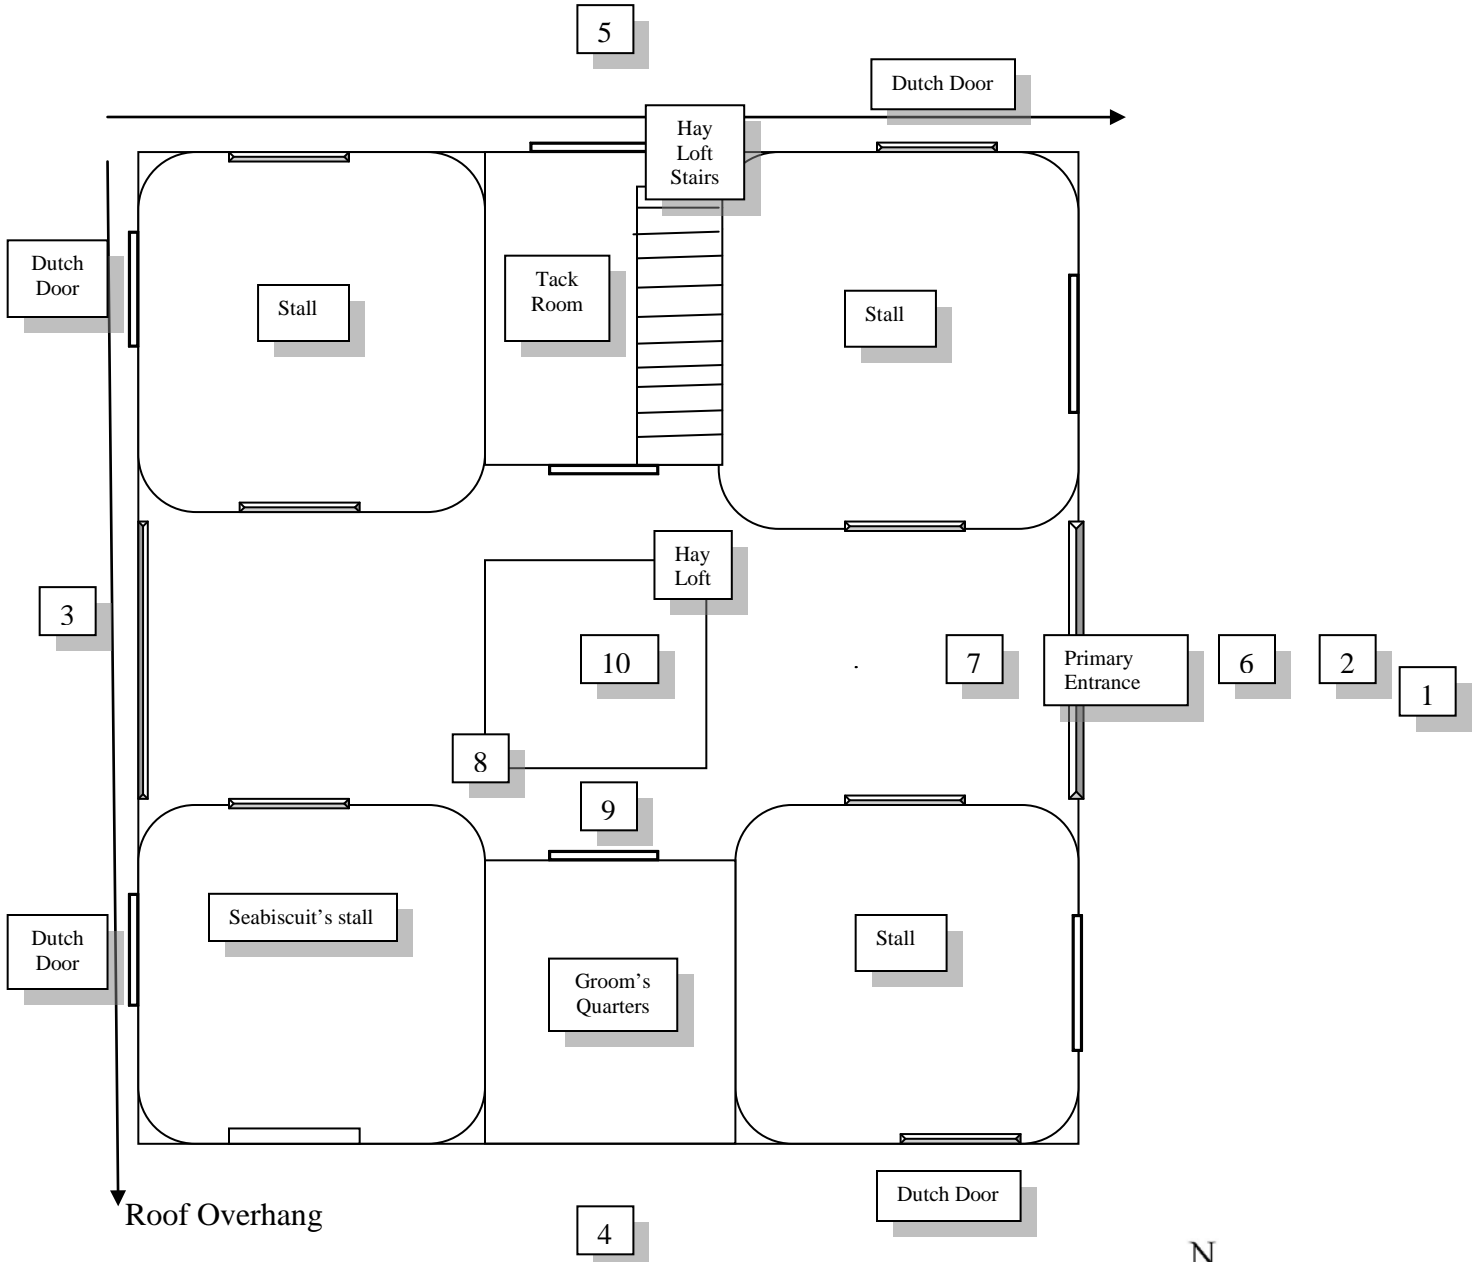 5
Dutch Door
Hay
Loft
Stairs
Dutch
Door
Stall
Tack
Room
Stall
Hay
Loft
3
10
7
Primary
Entrance
6
2
1
8
9
Seabiscuit’s stall
Dutch
Door
Stall
Groom’s
Quarters
Dutch Door
Roof Overhang
4
N